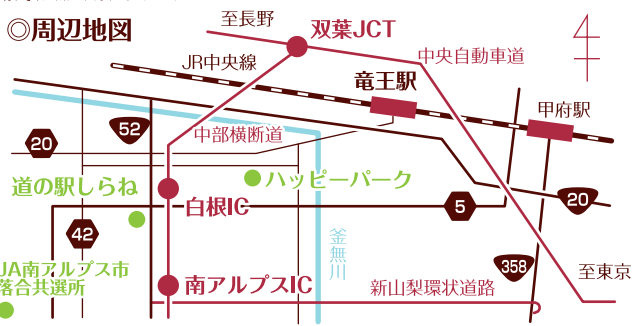 ◎周辺地図
至長野
双葉JCT
中央自動車道
JR中央線
竜王駅
甲府駅
52
20
中部横断道
道の駅しらね
ハッピーパーク
白根IC
5
20
42
釜無川
358
JA南アルプス市
落合共選所
南アルプスIC
新山梨環状道路
至東京